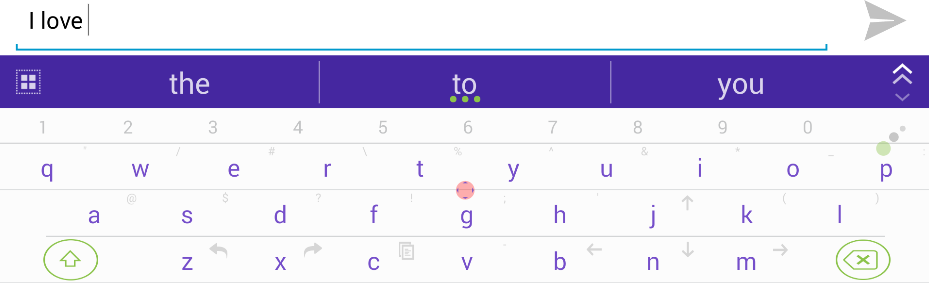 I love
the to you
1 2 3 4 5 6 7 8 9 0
q w e r t y u i o p
a s d f g h j k l
z x c v b n m